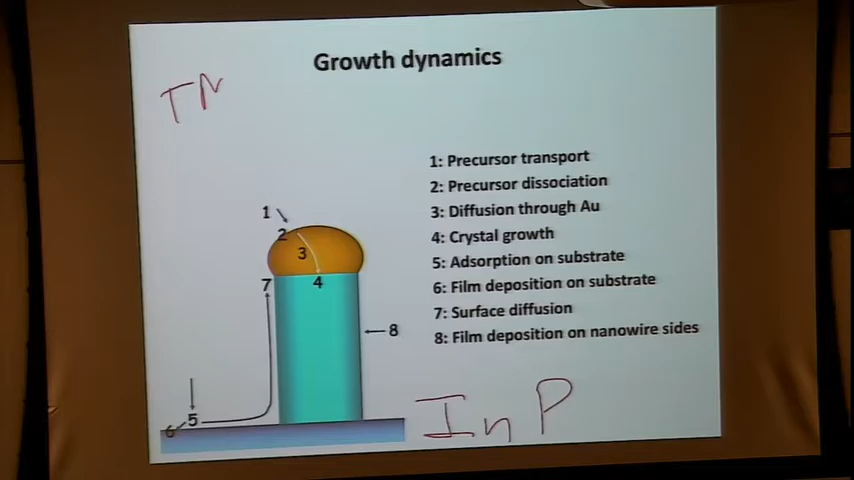 Growth dynamics
TN
1: Precursor transport
2: Precursor dissociation
3: Diffusion through Au
4: Crystal growth
5: Adsorption on substrate
6: Film deposition on substrate
7: Surface diffusion
8: Film deposition on nanowire sides
1
2
3
7
4
8
5
6
InP